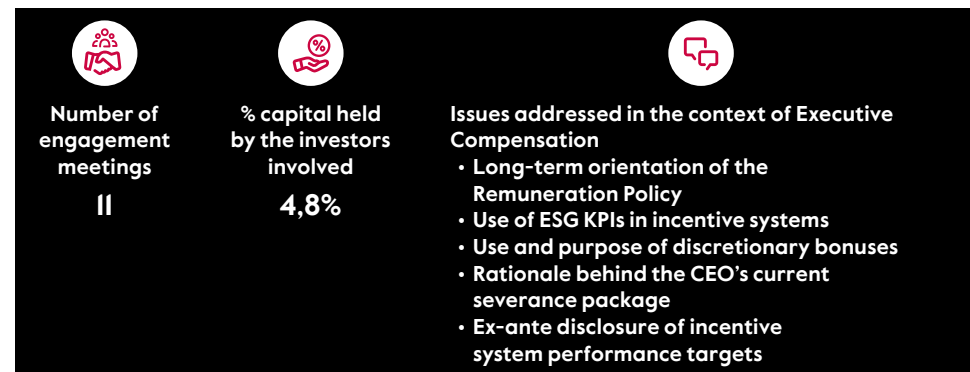 %
Number of
engagement
meetings
11
% capital held
by the investors
involved
4,8%
Issues addressed in the context of Executive
Compensation
• Long-term orientation of the
Remuneration Policy
• Use of ESG KPIs in incentive systems
• Use and purpose of discretionary bonuses
• Rationale behind the CEO’s current
severance package
• Ex-ante disclosure of incentive
system performance targets